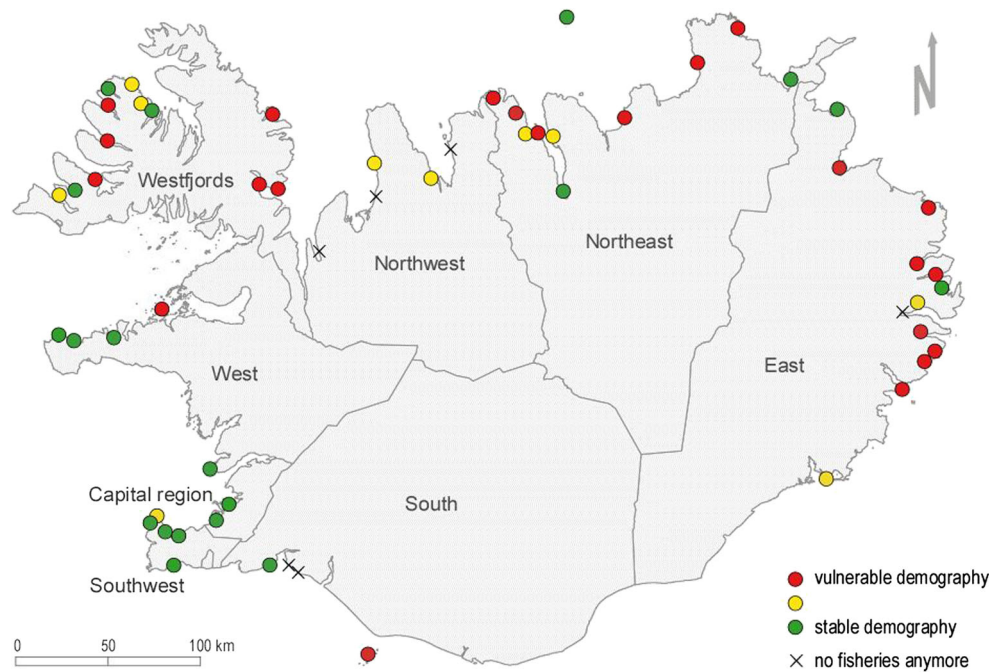 N
Westfjords
Northeast
Northwest
East
West
Capital region
South
Southwest
vulnerable demography
stable demography
no fisheries anymore
0 50 100 km